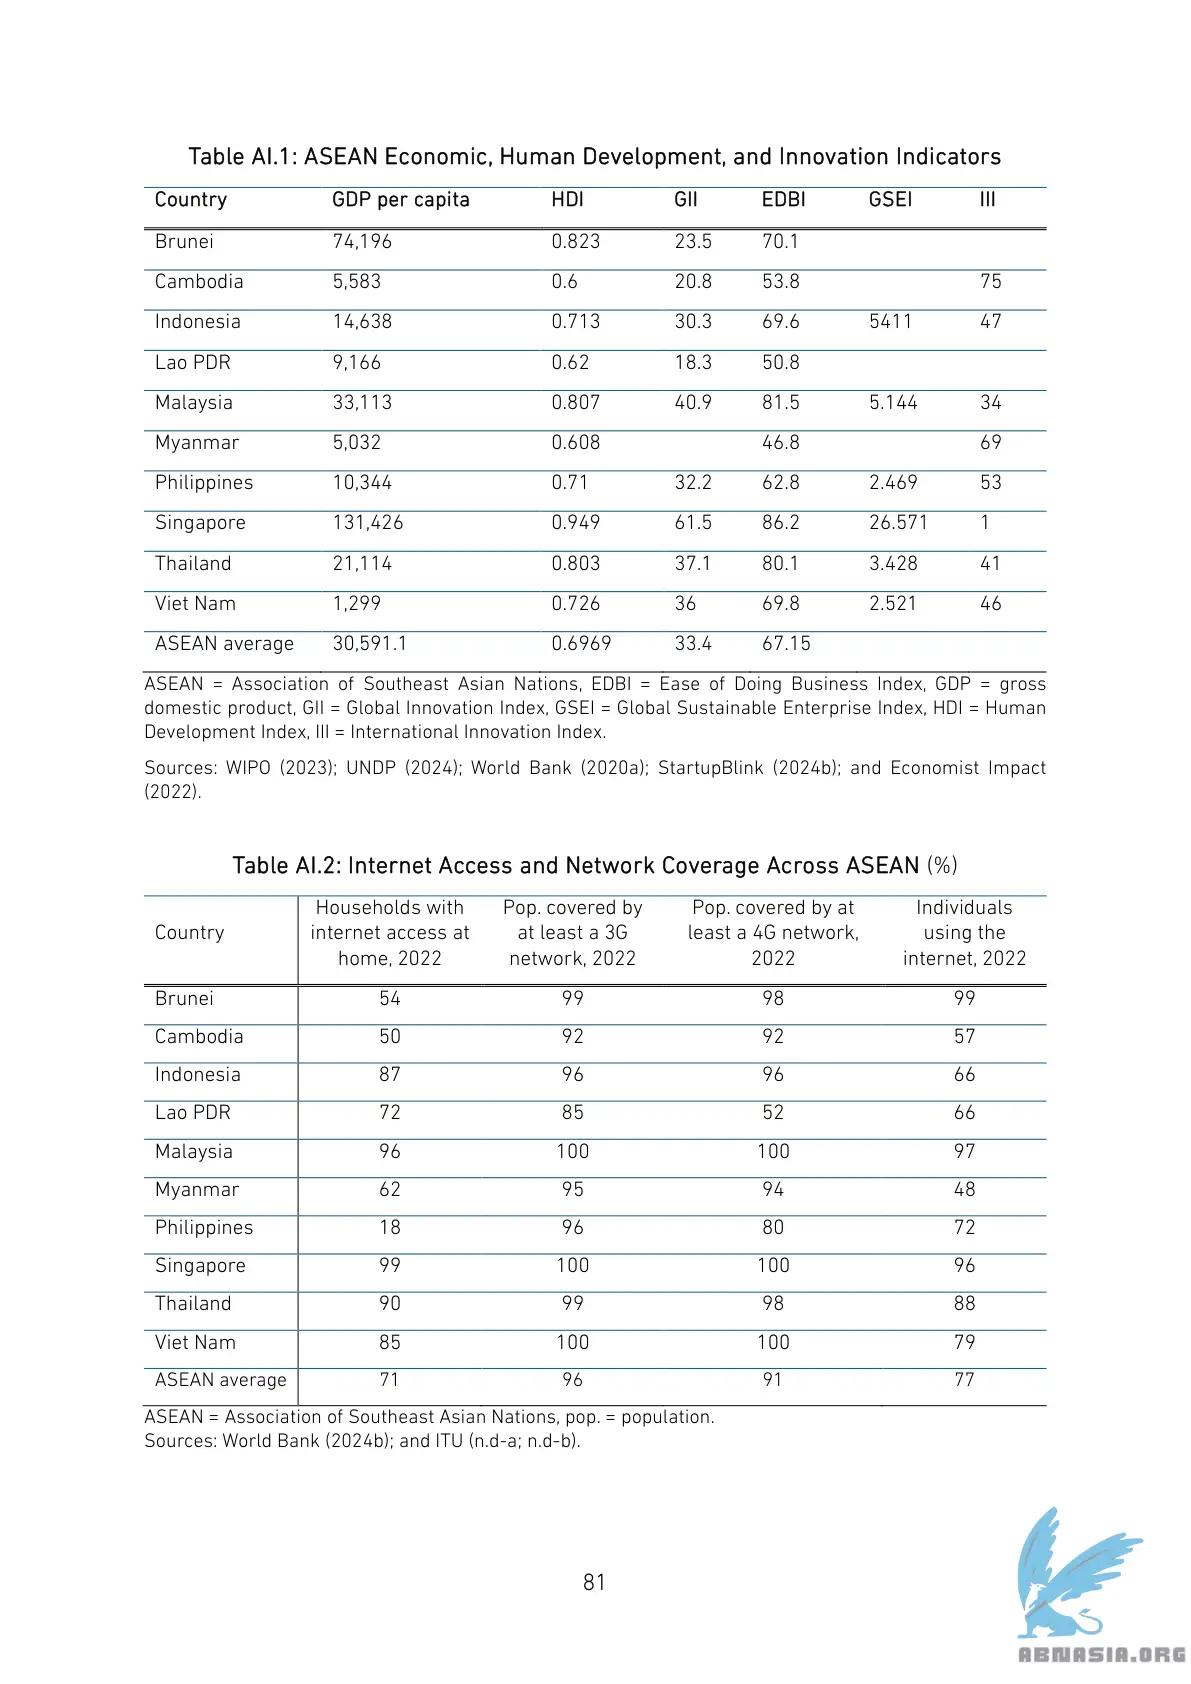 Table AI.1: ASEAN Economic, Human Development, and Innovation Indicators
Country GDP per capita HDI GII EDBI GSEI III
Brunei 74,196 0.823 23.5 70.1
Cambodia 5,583 0.6 20.8 53.8 75
Indonesia 14,638 0.713 30.3 69.6 5411 47
Lao PDR 9,166 0.62 18.3 50.8
Malaysia 33,113 0.807 40.9 81.5 5.144 34
Myanmar 5,032 0.608 46.8 69
Philippines 10,344 0.71 32.2 62.8 2.469 53
Singapore 131,426 0.949 61.5 86.2 26.571 1
Thailand 21,114 0.803 37.1 80.1 3.428 41
Viet Nam 1,299 0.726 36 69.8 2.521 46
ASEAN average 30,591.1 0.6969 33.4 67.15
ASEAN = Association of Southeast Asian Nations, EDBI = Ease of Doing Business Index, GDP = gross
domestic product, GII = Global Innovation Index, GSEI = Global Sustainable Enterprise Index, HDI = Human
Development Index, III = International Innovation Index.
Sources: WIPO (2023); UNDP (2024); World Bank (2020a); StartupBlink (2024b); and Economist Impact
(2022).
Table AI.2: Internet Access and Network Coverage Across ASEAN (%)
Country Households with internet access at home, 2022 Pop. covered by at least a 3G network, 2022 Pop. covered by at least a 4G network, 2022 Individuals using the internet, 2022
Brunei 54 99 98 99
Cambodia 50 92 92 57
Indonesia 87 96 96 66
Lao PDR 72 85 52 66
Malaysia 96 100 100 97
Myanmar 62 95 94 48
Philippines 18 96 80 72
Singapore 99 100 100 96
Thailand 90 99 98 88
Viet Nam 85 100 100 79
ASEAN average 71 96 91 77
ASEAN = Association of Southeast Asian Nations, pop. = population.
Sources: World Bank (2024b); and ITU (n.d-a; n.d-b).
81
ABNASIA.ORG